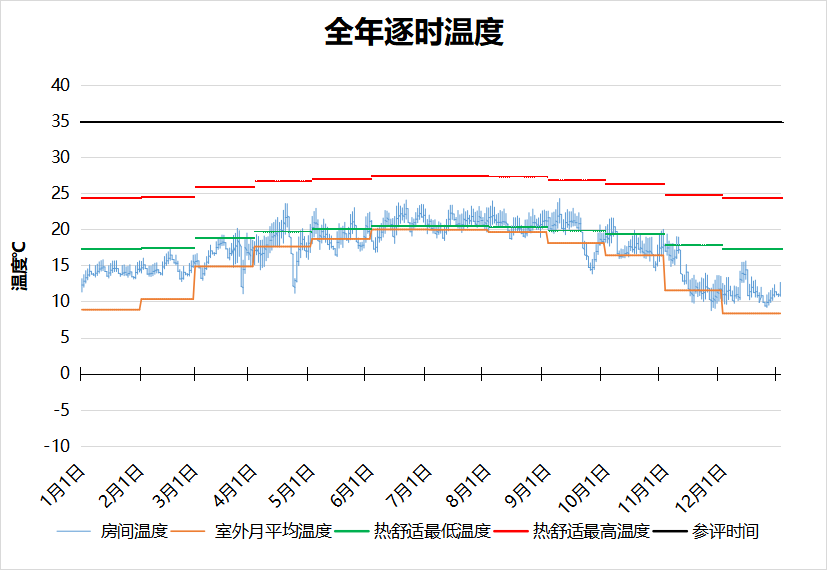 全年逐时温度
40
35
30
25
20
15
10
5
0
-5
-10
温度℃
1月1日
2月1日
3月1日
4月1日
5月1日
6月1日
7月1日
8月1日
9月1日
10月1日
11月1日
12月1日
房间温度 室外月平均温度 热舒适最低温度 热舒适最高温度 参评时间